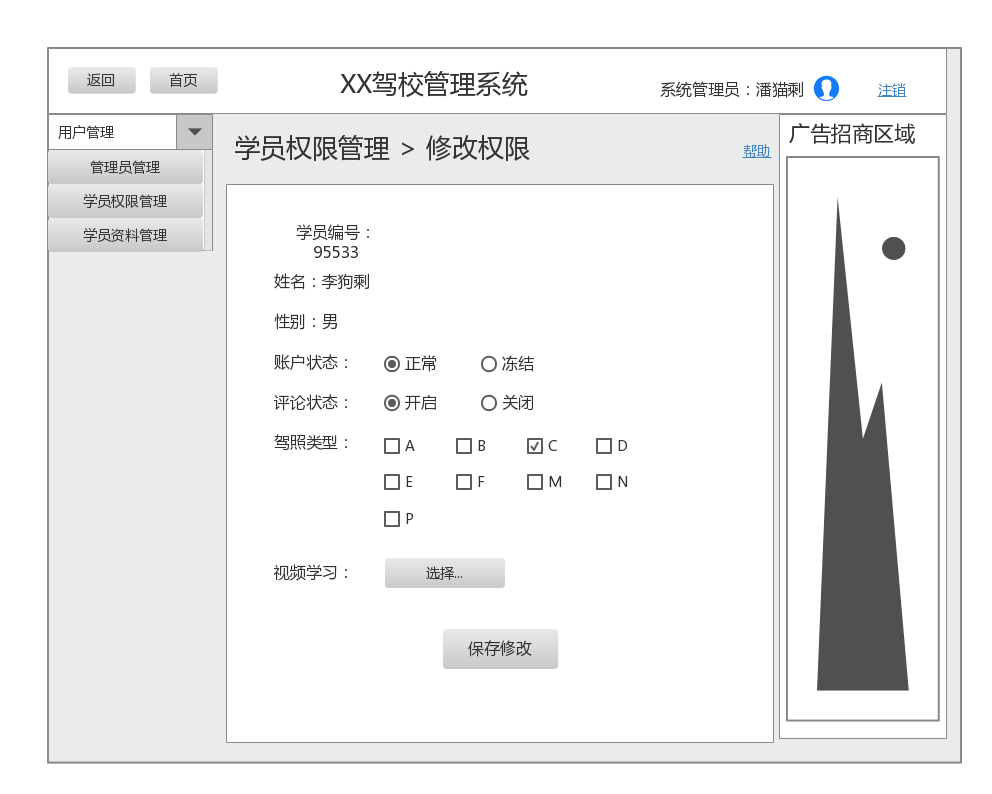 返回
首页
XX驾校管理系统
系统管理员：潘猫剩
注销
用户管理
管理员管理
学员权限管理
学员资料管理
学员权限管理 > 修改权限
帮助
学员编号：
95533
姓名：李狗剩
性别：男
账户状态：
正常
冻结
评论状态：
开启
关闭
驾照类型：
A
B
C
D
E
F
M
N
P
视频学习：
选择...
保存修改
广告招商区域